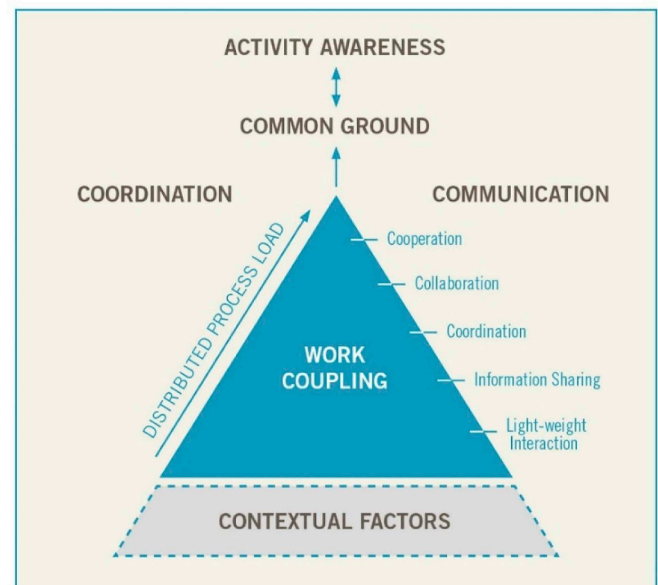 ACTIVITY AWARENESS
COMMON GROUND
COORDINATION
COMMUNICATION
DISTRIBUTED PROCESS LOAD
Cooperation
Collaboration
Coordination
WORK
COUPLING
Information Sharing
Light-weight
Interaction
CONTEXTUAL FACTORS